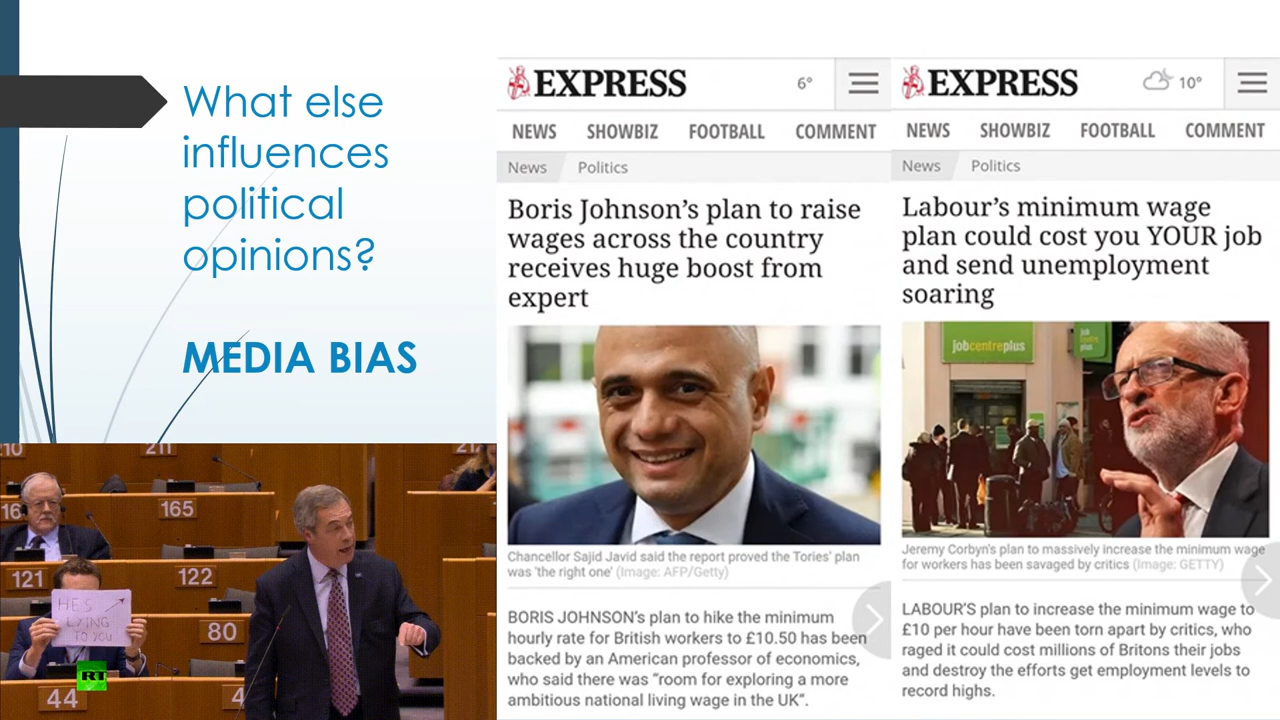 What else
influences
political
opinions?
MEDIA BIAS
EXPRESS
6°
NEWS SHOWBIZ FOOTBALL COMMENT
News Politics
Boris Johnson’s plan to raise
wages across the country
receives huge boost from
expert
Chancellor Sajid Javid said the report proved the Tories' plan
was 'the right one' (Image: AFP/Getty)
BORIS JOHNSON's plan to hike the minimum
hourly rate for British workers to £10.50 has been
backed by an American professor of economics,
who said there was “room for exploring a more
ambitious national living wage in the UK”.
EXPRESS
10°
NEWS SHOWBIZ FOOTBALL COMMENT
News Politics
Labour’s minimum wage
plan could cost you YOUR job
and send unemployment
soaring
jobcentreplus
job
centre
plus
Jeremy Corbyn's plan to massively increase the minimum wage
for workers has been savaged by critics (Image: GETTY)
LABOUR’S plan to increase the minimum wage to
£10 per hour have been torn apart by critics, who
raged it could cost millions of Britons their jobs
and destroy the efforts get employment levels to
record highs.
211
165
121
122
80
44
HE'S
LYING
TO YOU
RT